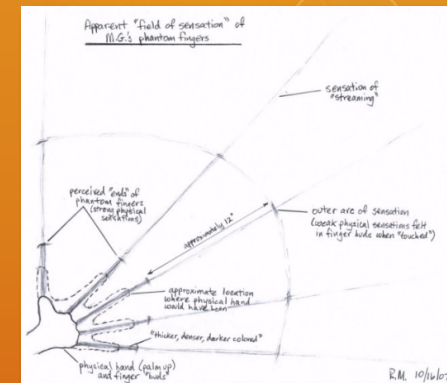 Apparent "field of sensation" of
M.G.'s phantom fingers
sensation of
"streaming"
perceived "ends" of
phantom fingers
(strong physical
sensations)
approximately 12"
outer arc of sensation
(weak physical sensations felt
in finger buds when "touched")
approximate location
where physical hand
would have been
"thicker, denser, darker colored"
physical hand (palm up)
and finger "buds"
R.M. 10/16/0